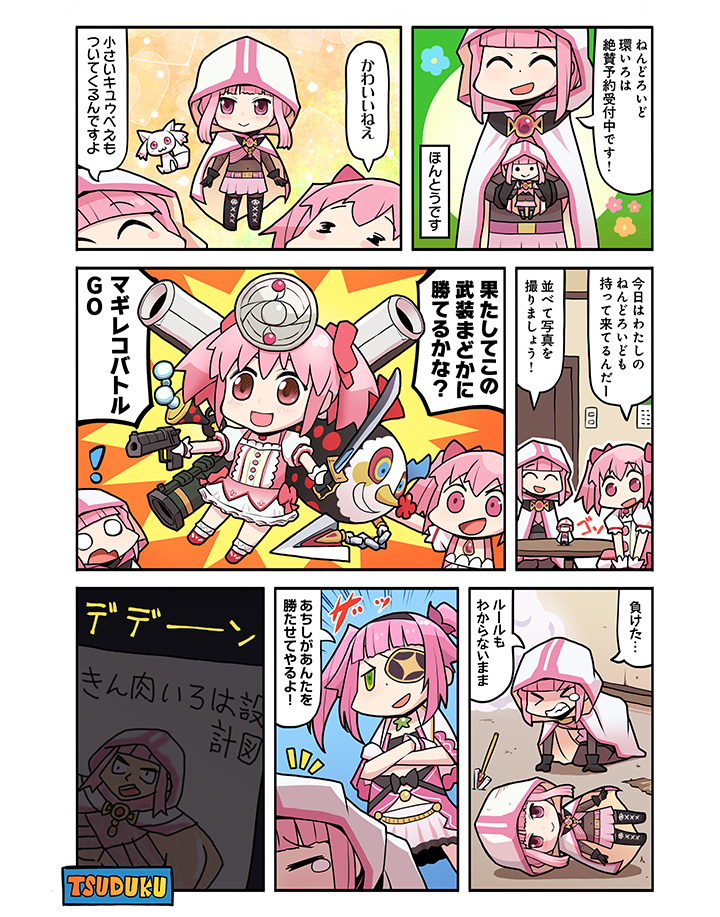 ねんどろいど
環いろは
絶賛予約受付中です！
ほんとうです
かわいいねえ
小さいキュウべえも
ついてくるんですよ
今日はわたしの
ねんどろいども
持って来てるんだー
並べて写真を
撮りましょう！
ゴン
果たしてこの
武装まどかに
勝てるかな？
マギレコバトル
GO
！
負けた…
ルールも
わからないまま
ザッ
あちしがあんたを
勝たせてやるよ！
デデーーン
きん肉いろは設
計図
TSUDUKU